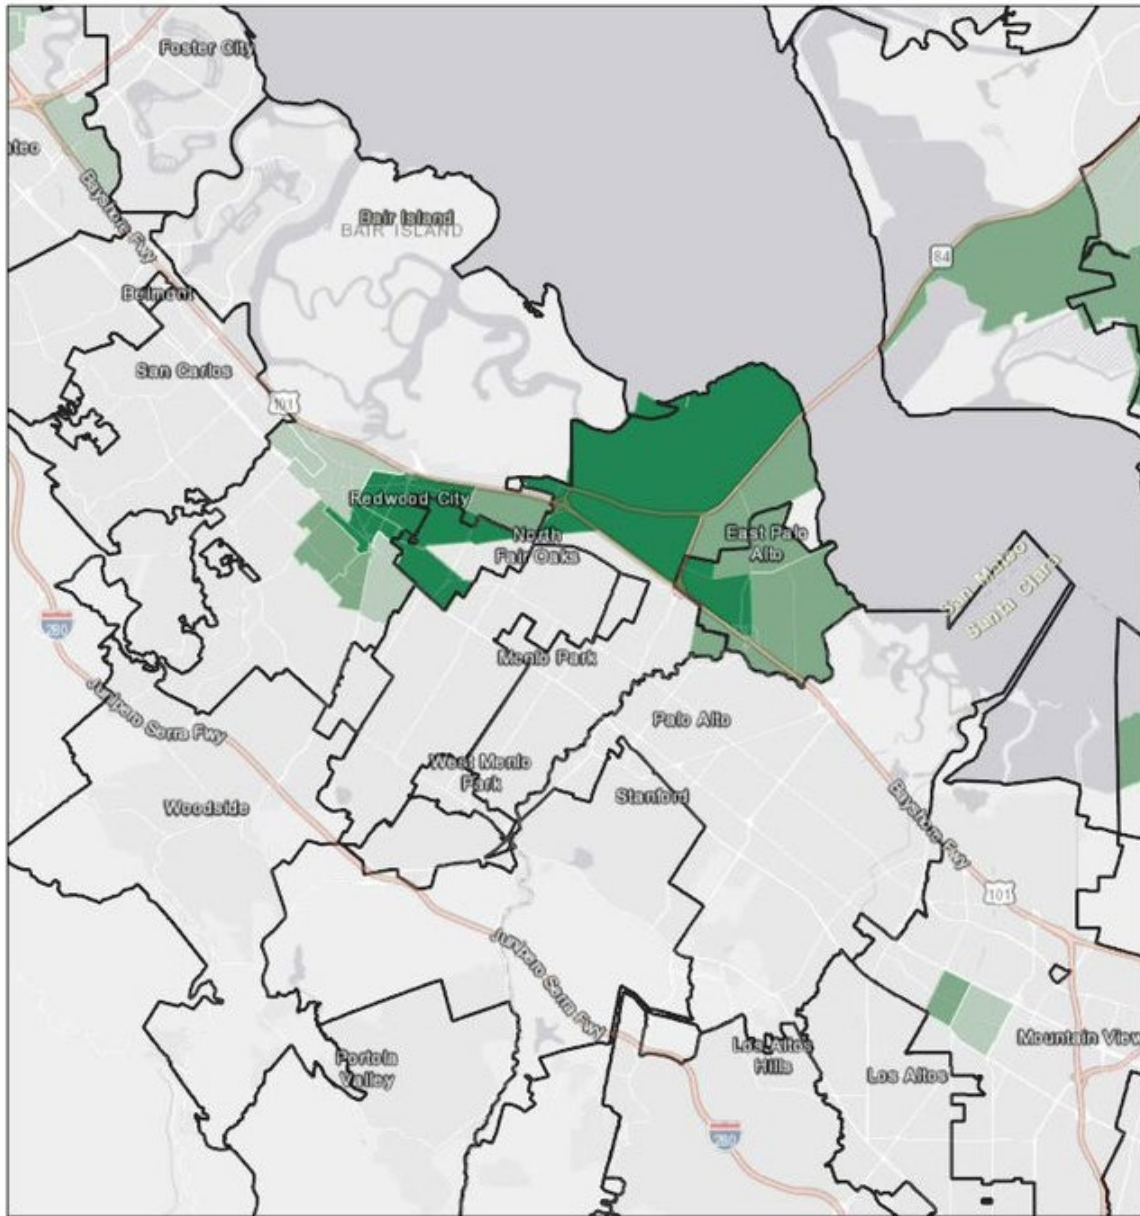 Foster City
ateo
Bayshore Fwy
Bair Island
BAIR ISLAND
84
Belmont
San Carlos
101
Redwood City
North
Fair Oaks
East Palo
Alto
San Mateo
Santa Clara
280
Menlo Park
Junipero Serra Fwy
Palo Alto
West Menlo
Park
Stanford
Woodside
Bayshore Fwy
101
Junipero Serra Fwy
Portola
Valley
Los Altos
Hills
Los Altos
Mountain View
280